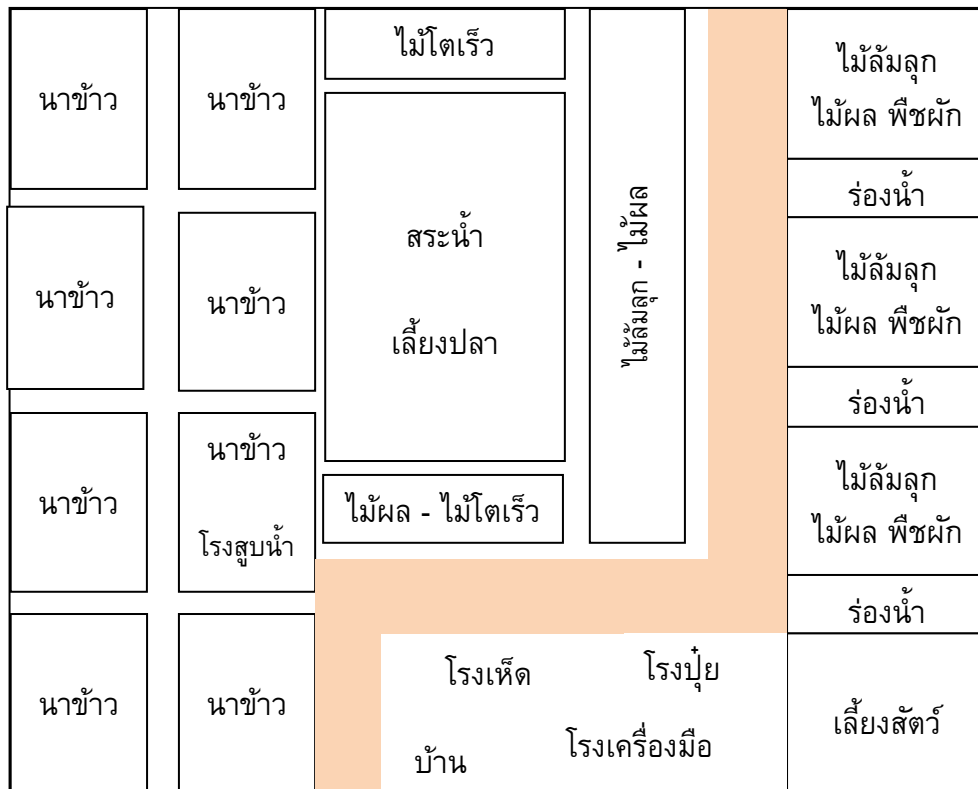 ไม้โตเร็ว
ไม้ล้มลุก
ไม้ผล พืชผัก
นาข้าว
นาข้าว
ร่องน้ำ
สระน้ำ
เลี้ยงปลา
ไม้ล้มลุก - ไม้ผล
ไม้ล้มลุก
ไม้ผล พืชผัก
นาข้าว
นาข้าว
ร่องน้ำ
นาข้าว
นาข้าว
โรงสูบน้ำ
ไม้ผล - ไม้โตเร็ว
ไม้ล้มลุก
ไม้ผล พืชผัก
ร่องน้ำ
นาข้าว
นาข้าว
โรงเห็ด
โรงปุ๋ย
บ้าน
โรงเครื่องมือ
เลี้ยงสัตว์